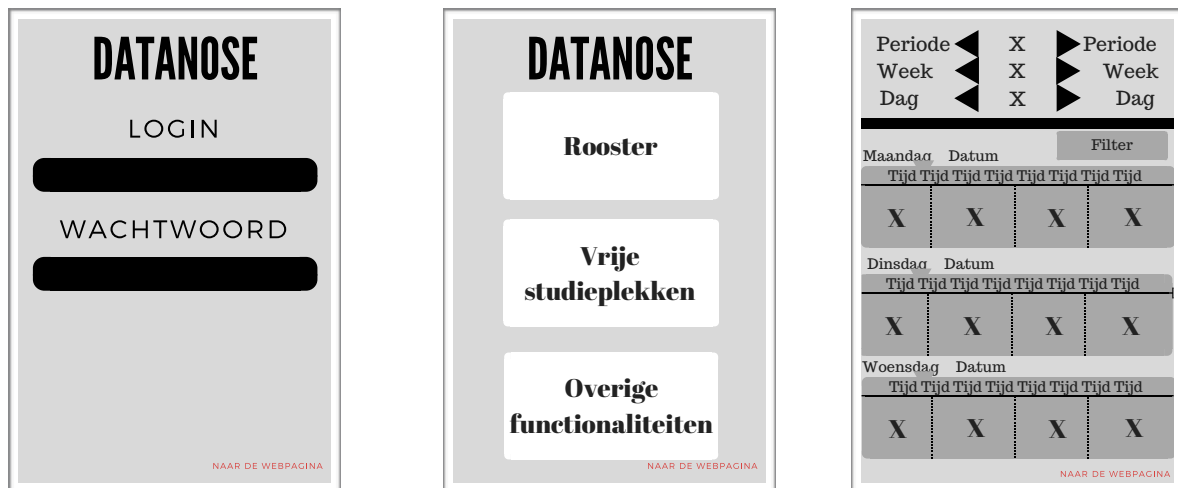 DATANOSE
LOGIN
WACHTWOORD
NAAR DE WEBPAGINA
DATANOSE
Rooster
Vrije
studieplekken
Overige
functionaliteiten
NAAR DE WEBPAGINA
Periode X Periode
Week X Week
Dag X Dag
Filter
Maandag Datum
Tijd Tijd Tijd Tijd Tijd Tijd Tijd Tijd
X X X X
Dinsdag Datum
Tijd Tijd Tijd Tijd Tijd Tijd Tijd Tijd
X X X X
Woensdag Datum
Tijd Tijd Tijd Tijd Tijd Tijd Tijd Tijd
X X X X
NAAR DE WEBPAGINA